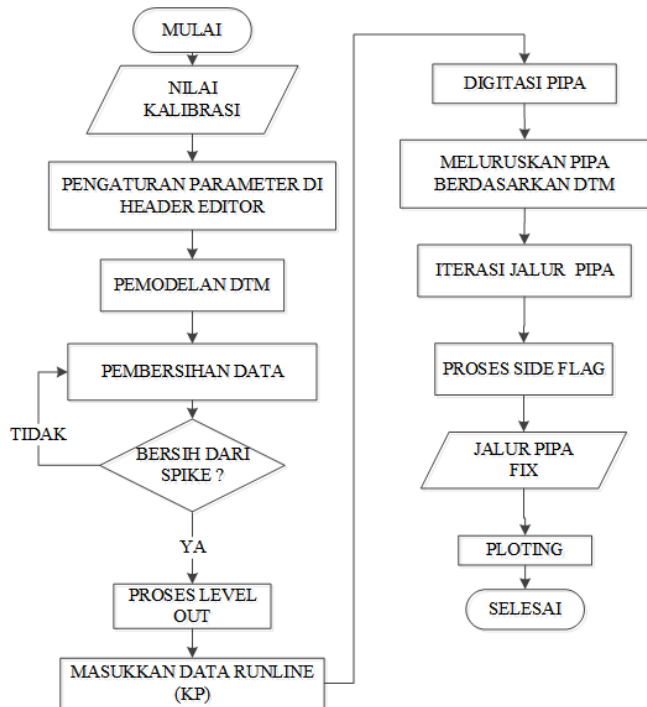 MULAI
NILAI
KALIBRASI
PENGATURAN PARAMETER DI
HEADER EDITOR
PEMODELAN DTM
PEMBERSIHAN DATA
TIDAK
BERSIH DARI
SPIKE ?
YA
PROSES LEVEL
OUT
MASUKKAN DATA RUNLINE
(KP)
DIGITASI PIPA
MELURUSKAN PIPA
BERDASARKAN DTM
ITERASI JALUR PIPA
PROSES SIDE FLAG
JALUR PIPA
FIX
PLOTING
SELESAI